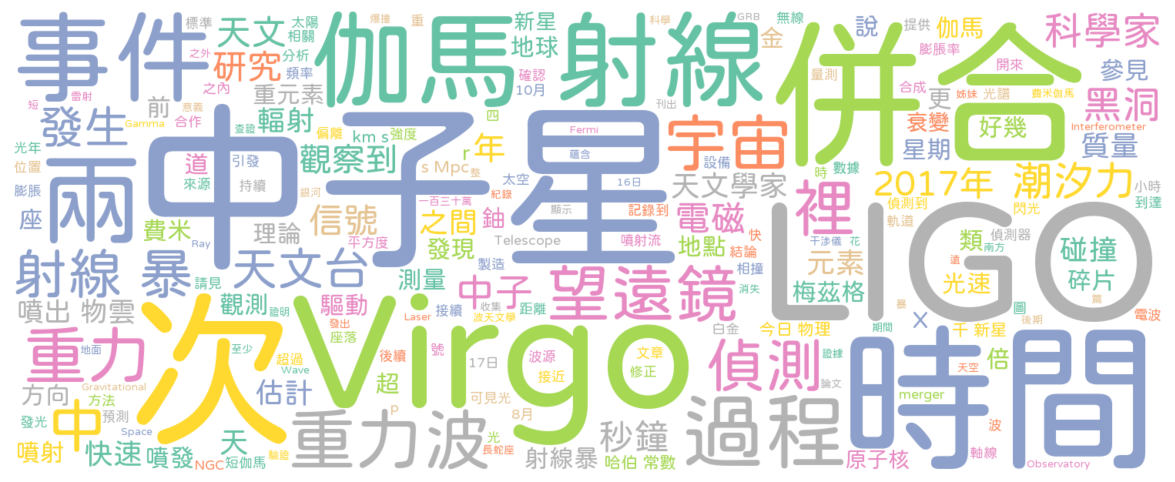 事件
天文
太陽
相關
爆撞
重
科學
GRB
無線
新星
地球
說
提供
伽馬
科學家
標準
之外
分析
研究
頻率
伽馬
射線
併合
金
膨脹率
開來
參見
確認
10月
量測
合成
姊妹
光譜
費米伽馬
黑洞
之內
重元素
更
短
雷射
意義
前
刊出
衰變
好幾
Interferometer
發生
Gamma
合作
查證
輻射
偏離
km s
強度
四
Fermi
宇宙
星期
質量
光年
位置
兩
道
引發
中子星
觀察到
r
年
蘊含
設備
時
數據
膨脹
來源
持續
銀河
s Mpc
整
太空
16日
天文學家
2017年
潮汐力
小時
到達
座
紀錄
一百三十萬
偵測到
閃光
費米
理論
信號
之間
鈾
顯示
記錄到
電磁
裡
軌道
類
偵測器
Ray
平方度
發現
Telescope
噴射流
地點
快
結論
干涉儀
花
南方
LIGO
碰撞
碎片
射線 暴
請見
天文台
測量
製造
中子
望遠鏡
相撞
元素
遠
光速
噴出 物雲
觀測
證明
驅動
Laser
接續
收集
波天文學
距離
消失
梅茲格
圖
篇
次
發出
座落
Virgo
白金
今日 物理
X
暴
千 新星
後期
電波
重力
地面
至少
超過
Wave
後續
號
17日
波源
接近
文章
修正
偵測
證據
期間
時間
倍
天空
方向
Gravitational
方法
估計
超
可見光
論文
merger
發光
中
預測
Space
p
8月
重力波
過程
波
噴射
快速
噴發
天
驗證
NGC
短伽馬
光
長蛇座
射線暴
秒鐘
哈伯 常數
原子核
軸線
Observatory